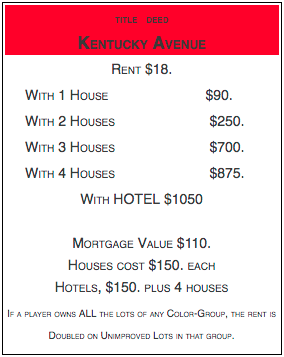 TITLE DEED
KENTUCKY AVENUE
RENT $18.
WITH 1 HOUSE $90.
WITH 2 HOUSES $250.
WITH 3 HOUSES $700.
WITH 4 HOUSES $875.
WITH HOTEL $1050
MORTGAGE VALUE $110.
HOUSES COST $150. EACH
HOTELS, $150. PLUS 4 HOUSES
IF A PLAYER OWNS ALL THE LOTS OF ANY COLOR-GROUP, THE RENT IS
DOUBLED ON UNIMPROVED LOTS IN THAT GROUP.